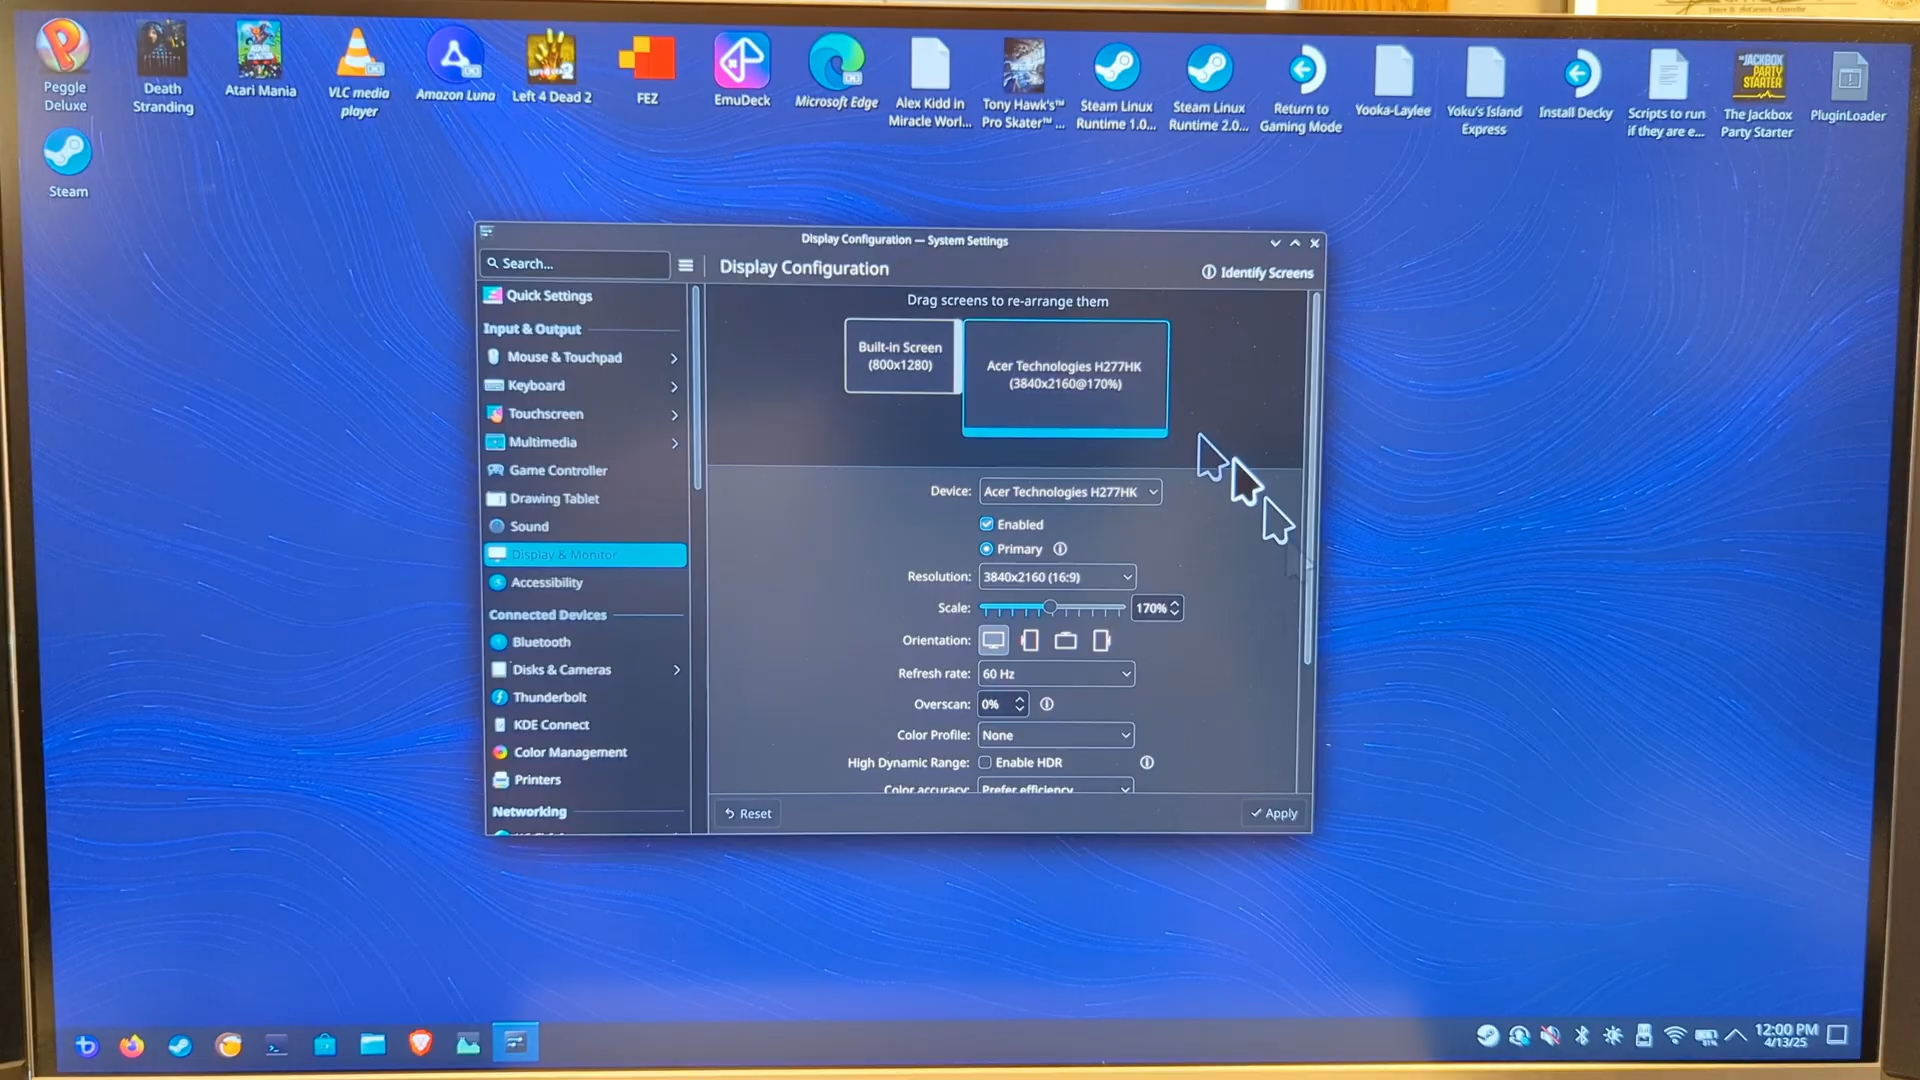 Peggle
Deluxe
Death
Stranding
Atari Mania
VLC media
player
Amazon Luna
Left 4 Dead 2
FEZ
EmuDeck
Microsoft Edge
Alex Kidd in
Miracle Worl...
Tony Hawk's™
Pro Skater™ ...
Steam Linux
Runtime 1.0...
Steam Linux
Runtime 2.0...
Return to
Gaming Mode
Yooka-Laylee
Yoku's Island
Express
Install Decky
Scripts to run
if they are e...
JACKBOX
PARTY
STARTER
The Jackbox
Party Starter
PluginLoader
Steam
Display Configuration — System Settings
Search...
Display Configuration
Identify Screens
Quick Settings
Input & Output
Mouse & Touchpad
Keyboard
Touchscreen
Multimedia
Game Controller
Drawing Tablet
Sound
Display & Monitor
Accessibility
Connected Devices
Bluetooth
Disks & Cameras
Thunderbolt
KDE Connect
Color Management
Printers
Networking
Drag screens to re-arrange them
Built-in Screen
(800x1280)
Acer Technologies H277HK
(3840x2160@170%)
Device: Acer Technologies H277HK
Enabled
Primary
Resolution: 3840x2160 (16:9)
Scale: 170%
Orientation:
Refresh rate: 60 Hz
Overscan: 0%
Color Profile: None
High Dynamic Range: Enable HDR
Color accuracy: Prefer efficiency
Reset
Apply
12:00 PM
4/13/25